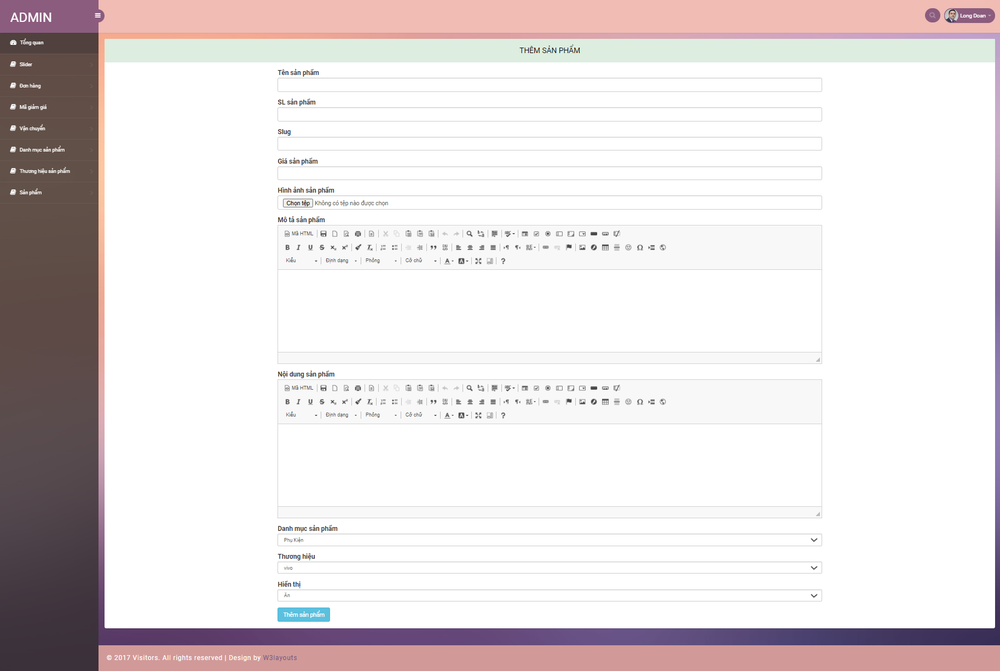 ADMIN
Long Doan
Tổng quan
Slider
Đơn hàng
Mã giảm giá
Vận chuyển
Danh mục sản phẩm
Thương hiệu sản phẩm
Sản phẩm
THÊM SẢN PHẨM
Tên sản phẩm
SL sản phẩm
Slug
Giá sản phẩm
Hình ảnh sản phẩm
Chọn tệp Không có tệp nào được chọn
Mô tả sản phẩm
Mã HTML
Kiểu Định dạng Phông Cỡ chữ
Nội dung sản phẩm
Mã HTML
Kiểu Định dạng Phông Cỡ chữ
Danh mục sản phẩm
Phụ Kiện
Thương hiệu
vivo
Hiển thị
Ẩn
Thêm sản phẩm
© 2017 Visitors. All rights reserved | Design by W3layouts